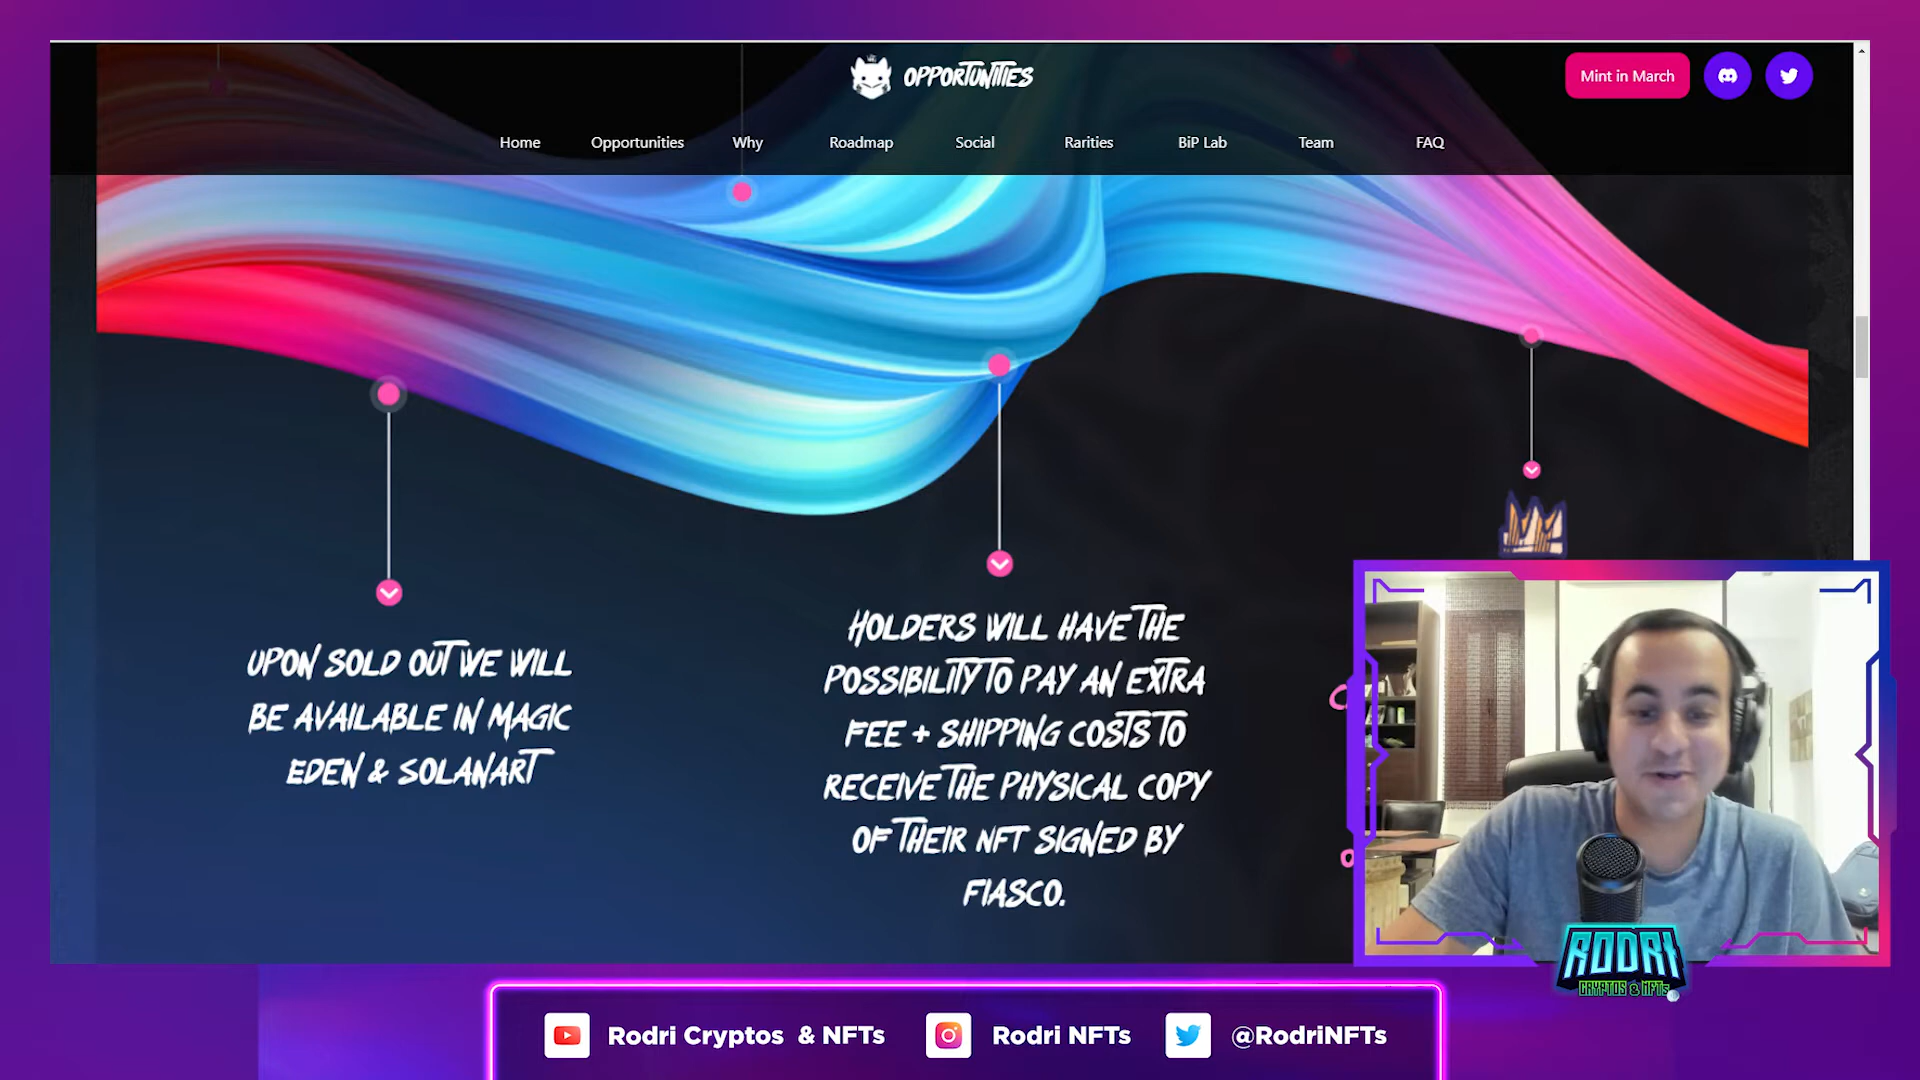 OPPORTUNITIES
Mint in March
Home Opportunities Why Roadmap Social Rarities BiP Lab Team FAQ
UPON SOLD OUT WE WILL
BE AVAILABLE IN MAGIC
EDEN & SOLANART
HOLDERS WILL HAVE THE
POSSIBILITY TO PAY AN EXTRA
FEE + SHIPPING COSTS TO
RECEIVE THE PHYSICAL COPY
OF THEIR NFT SIGNED BY
FIASCO.
RODRI
CRYPTOS & NFTs
Rodri Cryptos & NFTs Rodri NFTs @RodriNFTs